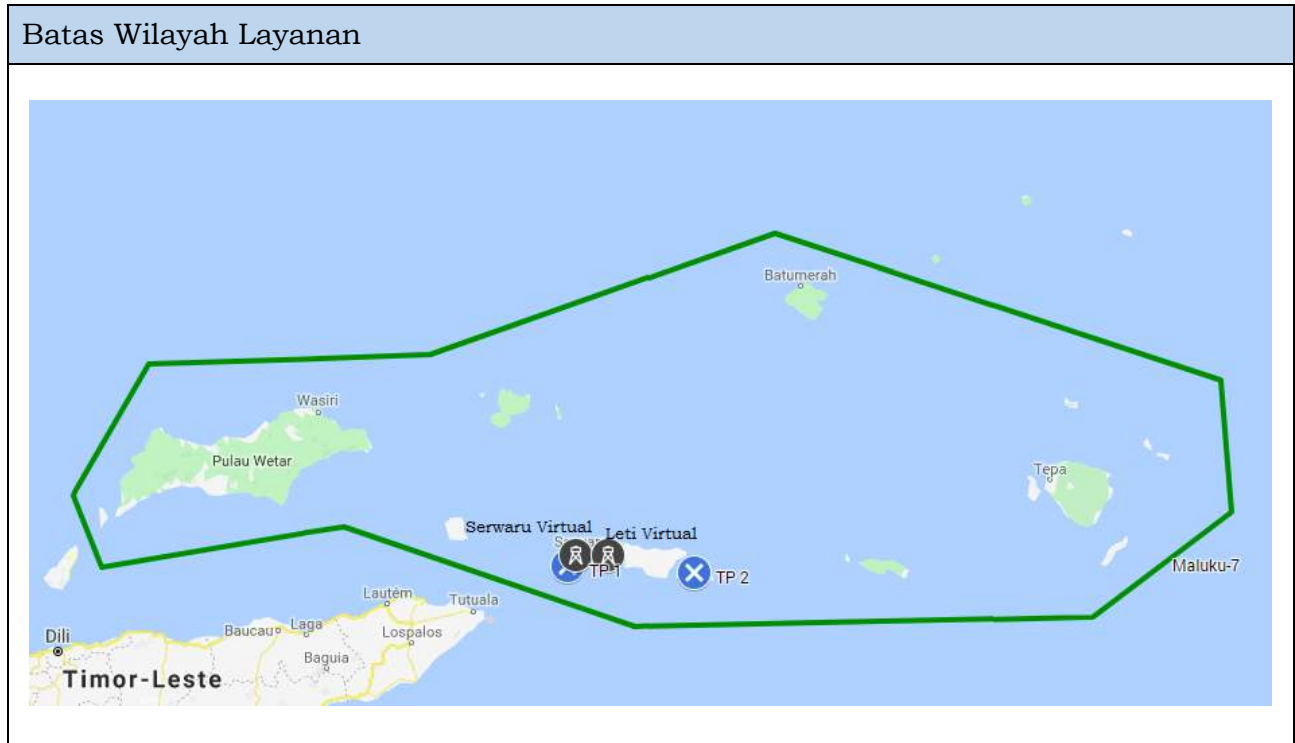 Batas Wilayah Layanan
Batumerah
Wasiri
Pulau Wetar
Tepa
Serwaru Virtual
Leti Virtual
TP 1
TP 2
Maluku-7
Lautém
Tutuala
Dili
Baucau
Laga
Lospalos
Baguia
Timor-Leste